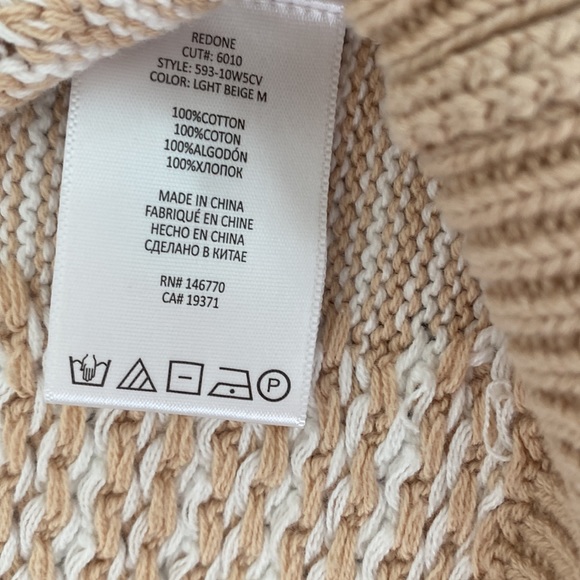 REDONE
CUT#: 6010
STYLE: 593-10W5CV
COLOR: LGHT BEIGE M
100%COTTON
100%COTON
100%ALGODÓN
100%ХЛОПОК
MADE IN CHINA
FABRIQUÉ EN CHINE
HECHO EN CHINA
СДЕЛАНО В КИТАЕ
RN# 146770
CA# 19371
P